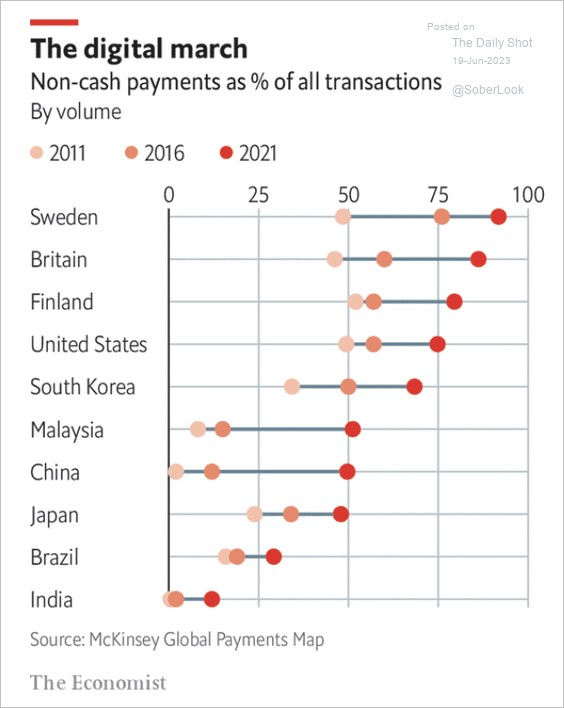 Posted on
The Daily Shot
19-Jun-2023
@SoberLook
The digital march
Non-cash payments as % of all transactions
By volume
2011 2016 2021
0 25 50 75 100
Sweden
Britain
Finland
United States
South Korea
Malaysia
China
Japan
Brazil
India
Source: McKinsey Global Payments Map
The Economist